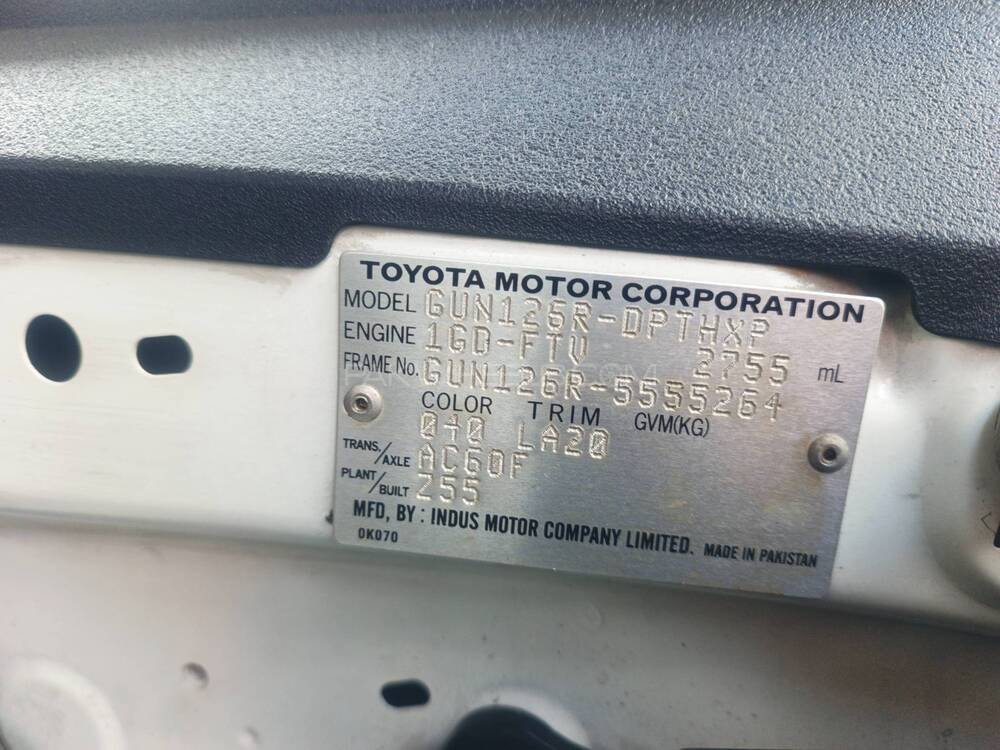 TOYOTA MOTOR CORPORATION
MODEL GUN126R-DPTHXP
ENGINE 1GD-FTV 2755 mL
FRAME No. GUN126R-5555264
COLOR TRIM GVM(KG)
040 LA20
TRANS./AXLE AC60F
PLANT/BUILT Z55
MFD, BY : INDUS MOTOR COMPANY LIMITED. MADE IN PAKISTAN
0K070